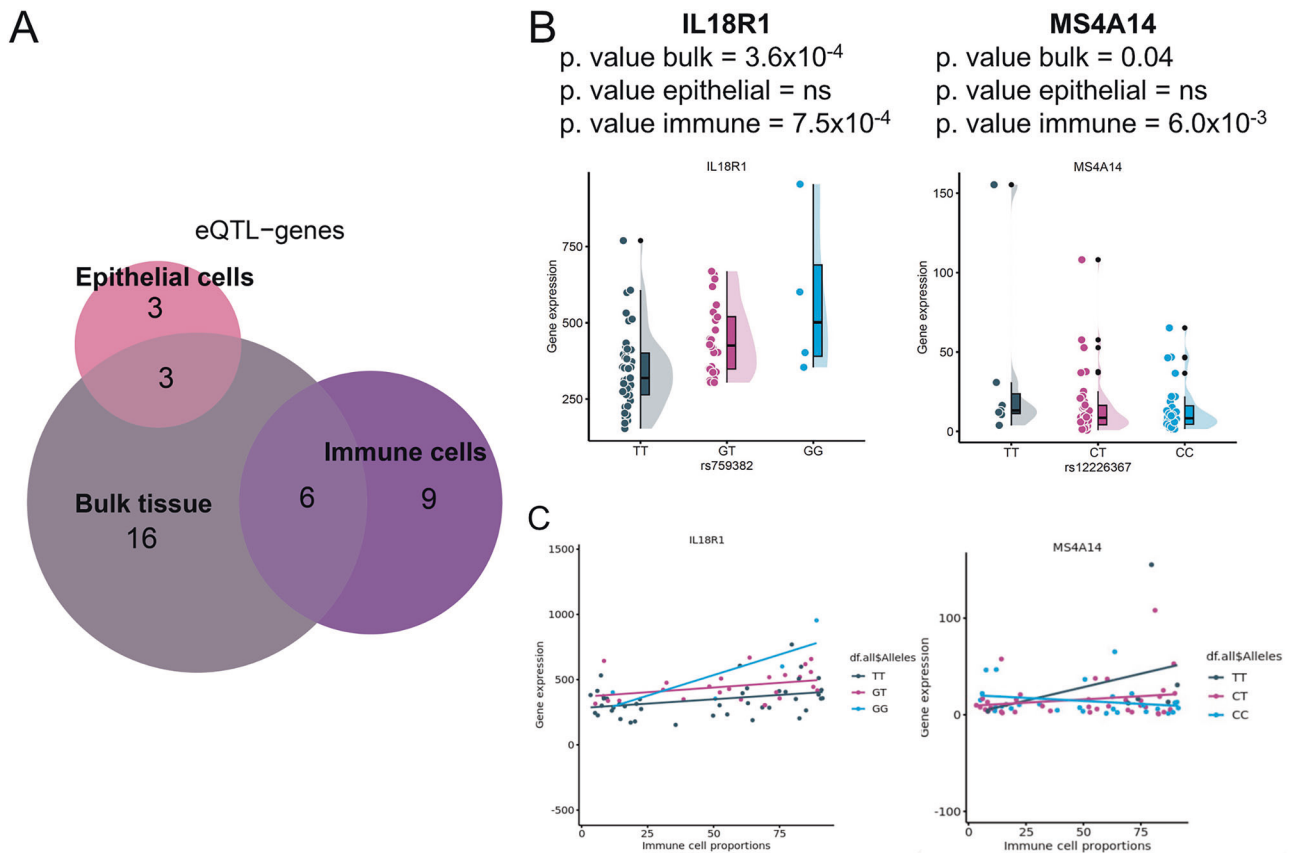 A
eQTL−genes
Epithelial cells
3
3
Immune cells
Bulk tissue
6
9
16
B
IL18R1
p. value bulk = 3.6x10-4
p. value epithelial = ns
p. value immune = 7.5x10-4
MS4A14
p. value bulk = 0.04
p. value epithelial = ns
p. value immune = 6.0x10-3
IL18R1
Gene expression
750
500
250
TT
GT
GG
rs759382
MS4A14
Gene expression
150
100
50
0
TT
CT
CC
rs12226367
C
IL18R1
Gene expression
1500
1000
500
0
-500
0
25
50
75
Immune cell proportions
df.all$Alleles
TT
GT
GG
MS4A14
Gene expression
100
0
-100
0
25
50
75
Immune cell proportions
df.all$Alleles
TT
CT
CC